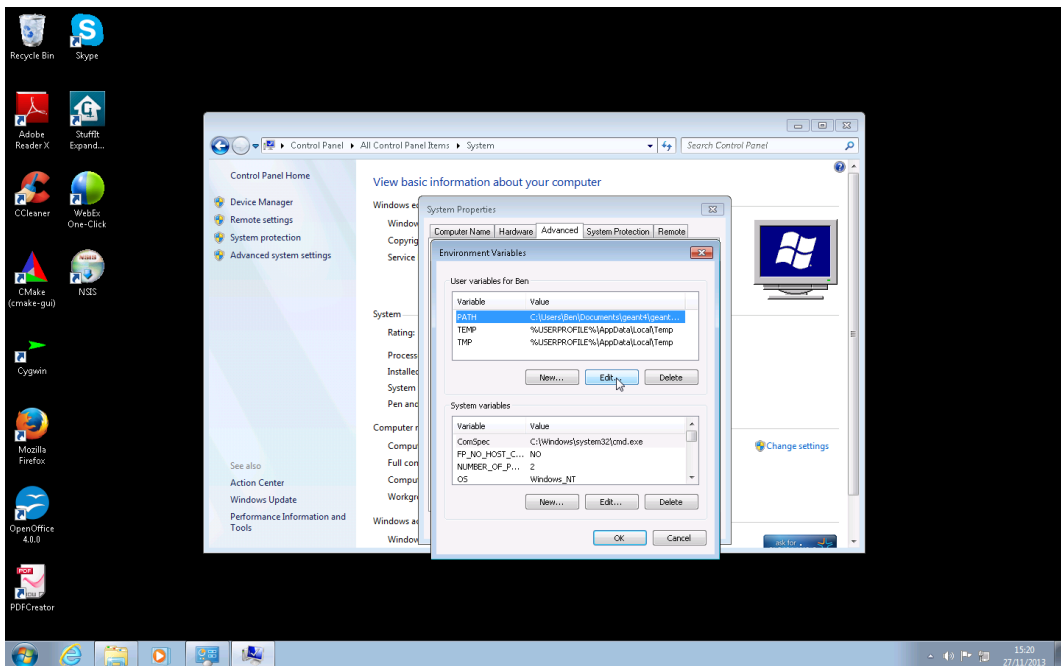 Recycle Bin
Skype
Adobe
Reader X
StuffIt
Expand...
CCleaner
WebEx
One-Click
CMake
(cmake-gui)
NSIS
Cygwin
Mozilla
Firefox
OpenOffice
4.0.0
PDFCreator
Control Panel ▸ All Control Panel Items ▸ System
Search Control Panel
Control Panel Home
Device Manager
Remote settings
System protection
Advanced system settings
See also
Action Center
Windows Update
Performance Information and
Tools
View basic information about your computer
Windows ed
Window
Copyrig
Service
System
Rating:
Process
Installed
System
Pen and
Computer n
Compu
Full com
Compu
Workgr
Windows ac
Window
Change settings
ask for
System Properties
Computer Name
Hardware
Advanced
System Protection
Remote
Environment Variables
User variables for Ben
Variable Value
PATH C:\Users\Ben\Documents\geant4\geant...
TEMP %USERPROFILE%\AppData\Local\Temp
TMP %USERPROFILE%\AppData\Local\Temp
New... Edit... Delete
System variables
Variable Value
ComSpec C:\Windows\system32\cmd.exe
FP_NO_HOST_C... NO
NUMBER_OF_P... 2
OS Windows_NT
New... Edit... Delete
OK Cancel
15:20
27/11/2013